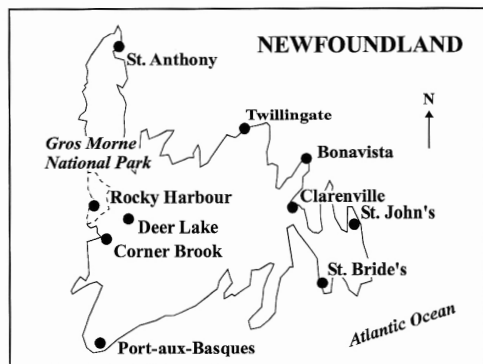 NEWFOUNDLAND
St. Anthony
Twillingate
N
Gros Morne
National Park
Bonavista
Rocky Harbour
Clarenville
St. John's
Deer Lake
Corner Brook
St. Bride's
Atlantic Ocean
Port-aux-Basques